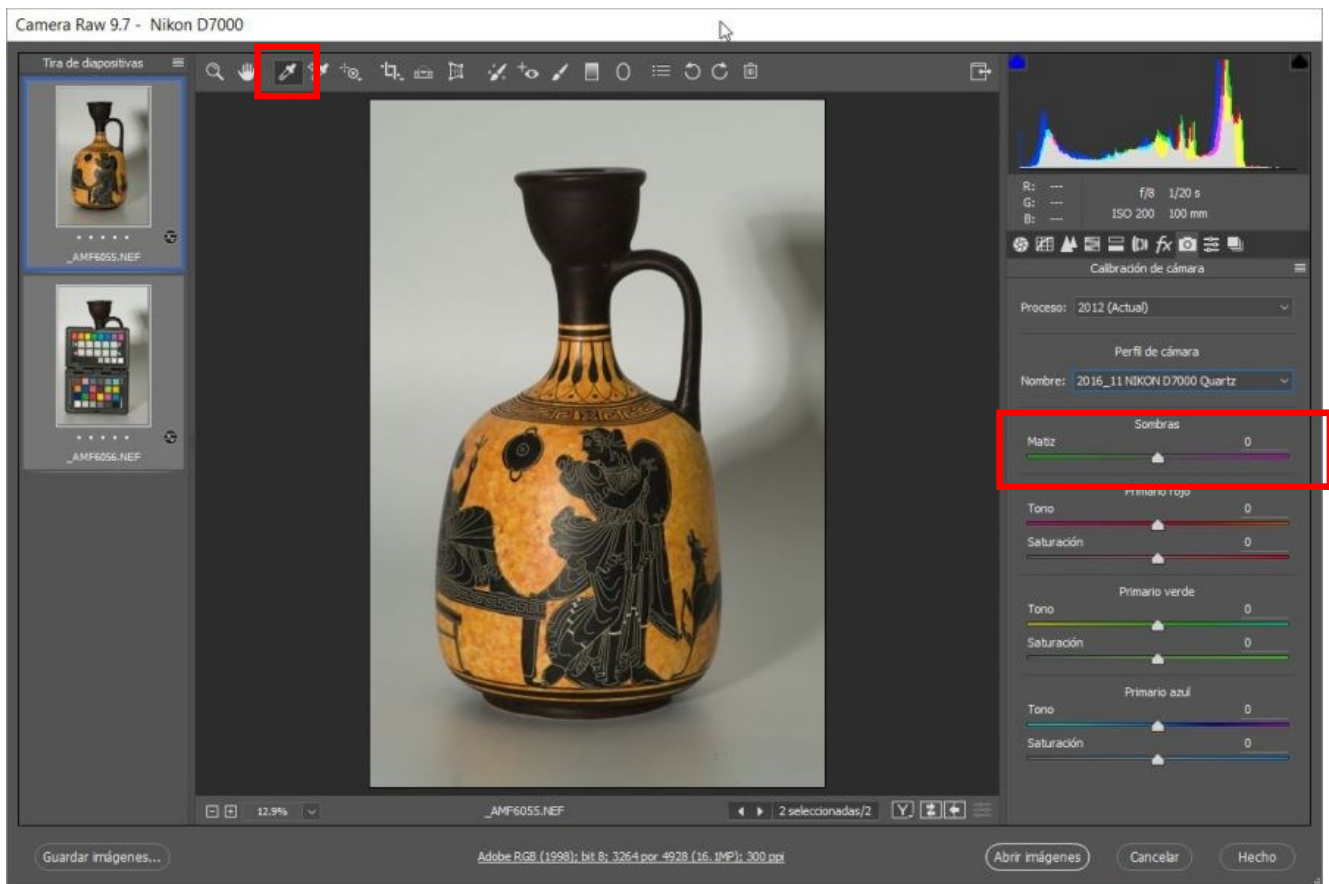 Camera Raw 9.7 - Nikon D7000
Tira de diapositivas
_AMF6055.NEF
_AMF6056.NEF
12.9%
_AMF6055.NEF
2 seleccionadas/2
Y
R: ---
G: ---
B: ---
f/8 1/20 s
ISO 200 100 mm
fx
Calibración de cámara
Proceso: 2012 (Actual)
Perfil de cámara
Nombre: 2016_11 NIKON D7000 Quartz
Sombras
Matiz 0
Primario rojo
Tono 0
Saturación 0
Primario verde
Tono 0
Saturación 0
Primario azul
Tono 0
Saturación 0
Guardar imágenes...
Adobe RGB (1998); bit 8; 3264 por 4928 (16.1MP); 300 ppi
Abrir imágenes
Cancelar
Hecho